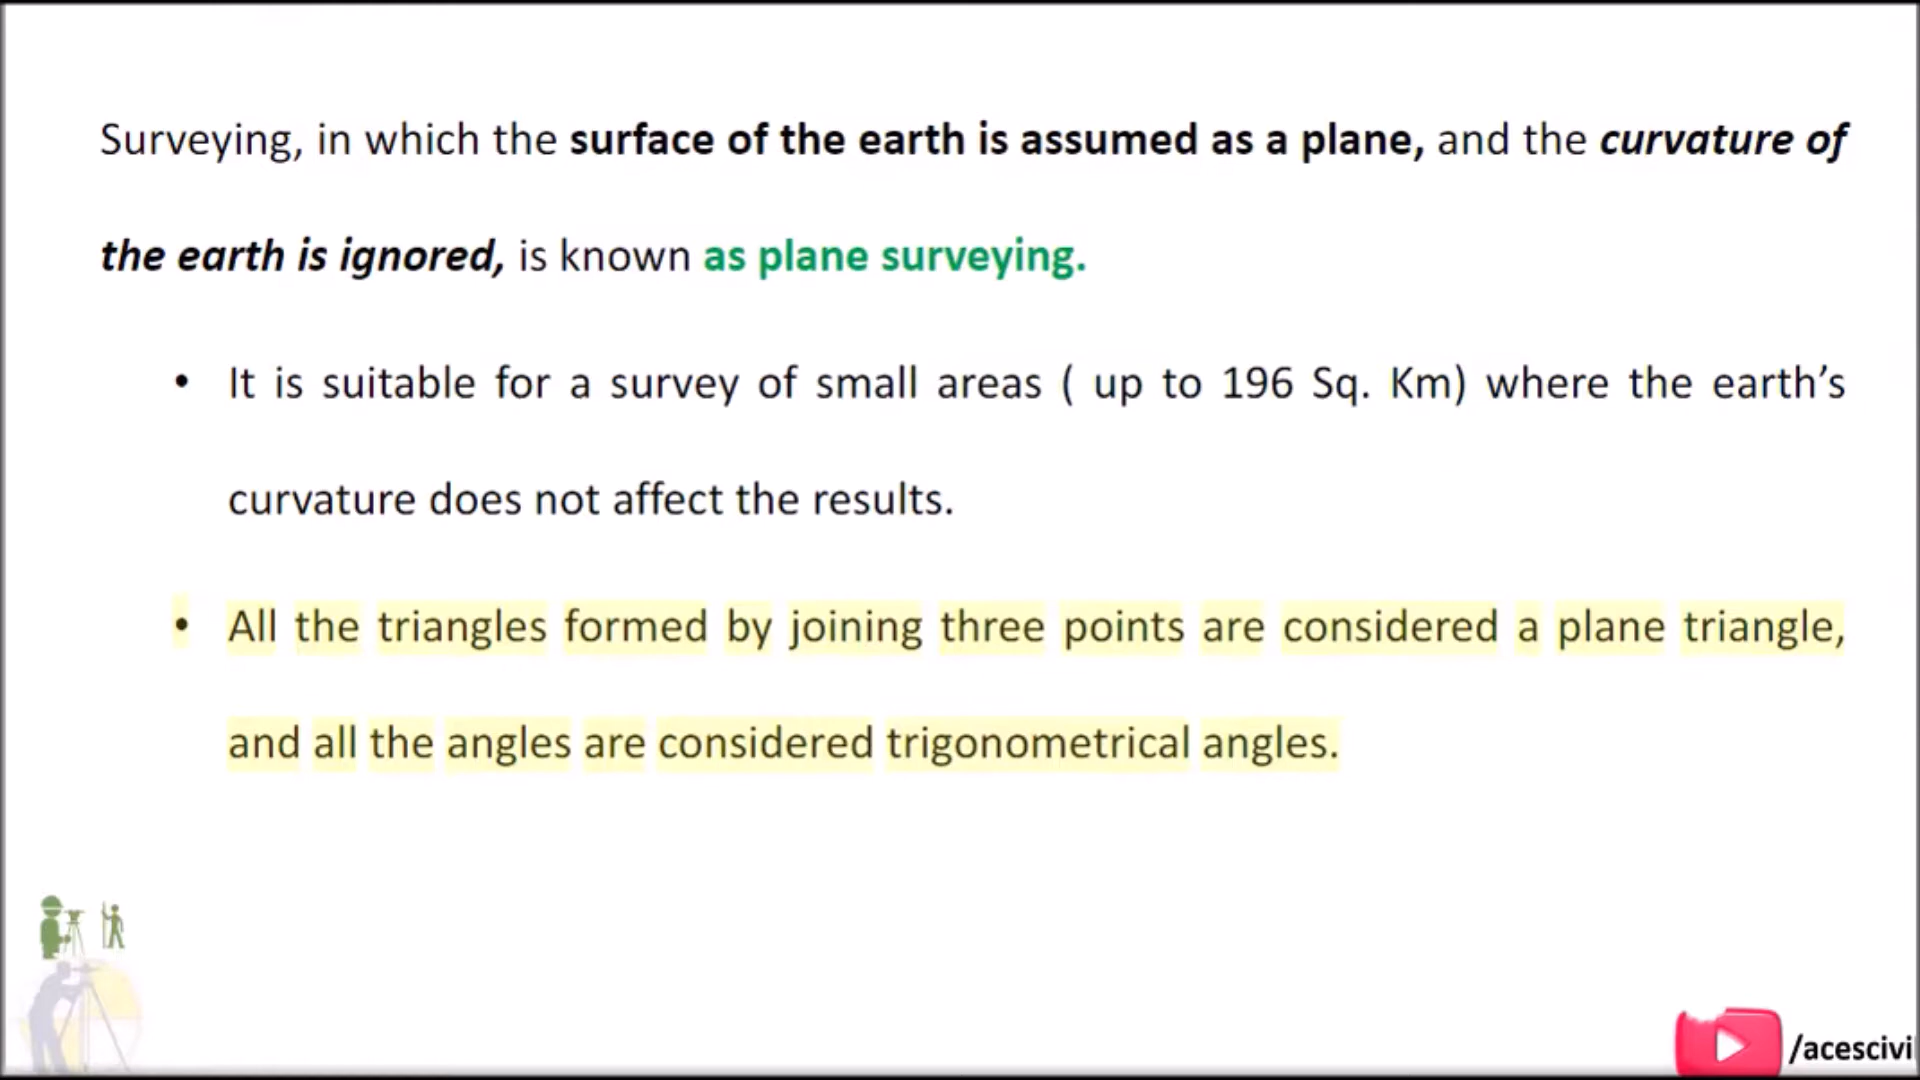 Surveying, in which the surface of the earth is assumed as a plane, and the curvature of
the earth is ignored, is known as plane surveying.
• It is suitable for a survey of small areas ( up to 196 Sq. Km) where the earth’s
curvature does not affect the results.
• All the triangles formed by joining three points are considered a plane triangle,
and all the angles are considered trigonometrical angles.
/acescivi